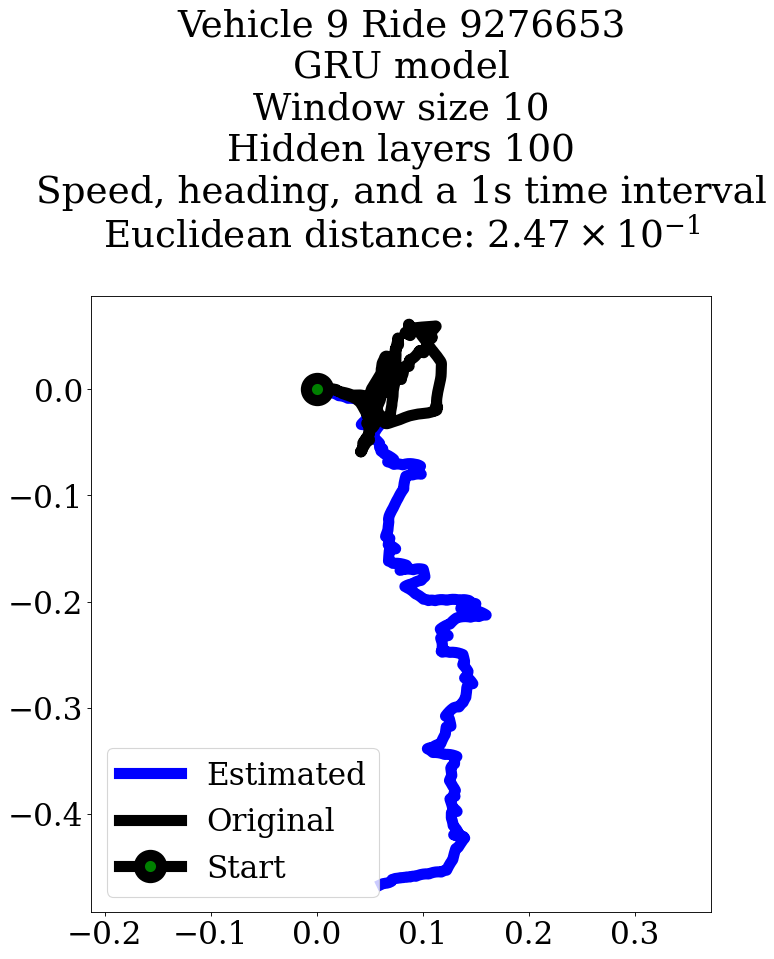 Vehicle 9 Ride 9276653
GRU model
Window size 10
Hidden layers 100
Speed, heading, and a 1s time interval
Euclidean distance: 2.47 × 10⁻¹
0.0
−0.1
−0.2
−0.3
−0.4
Estimated
Original
Start
−0.2 −0.1 0.0 0.1 0.2 0.3